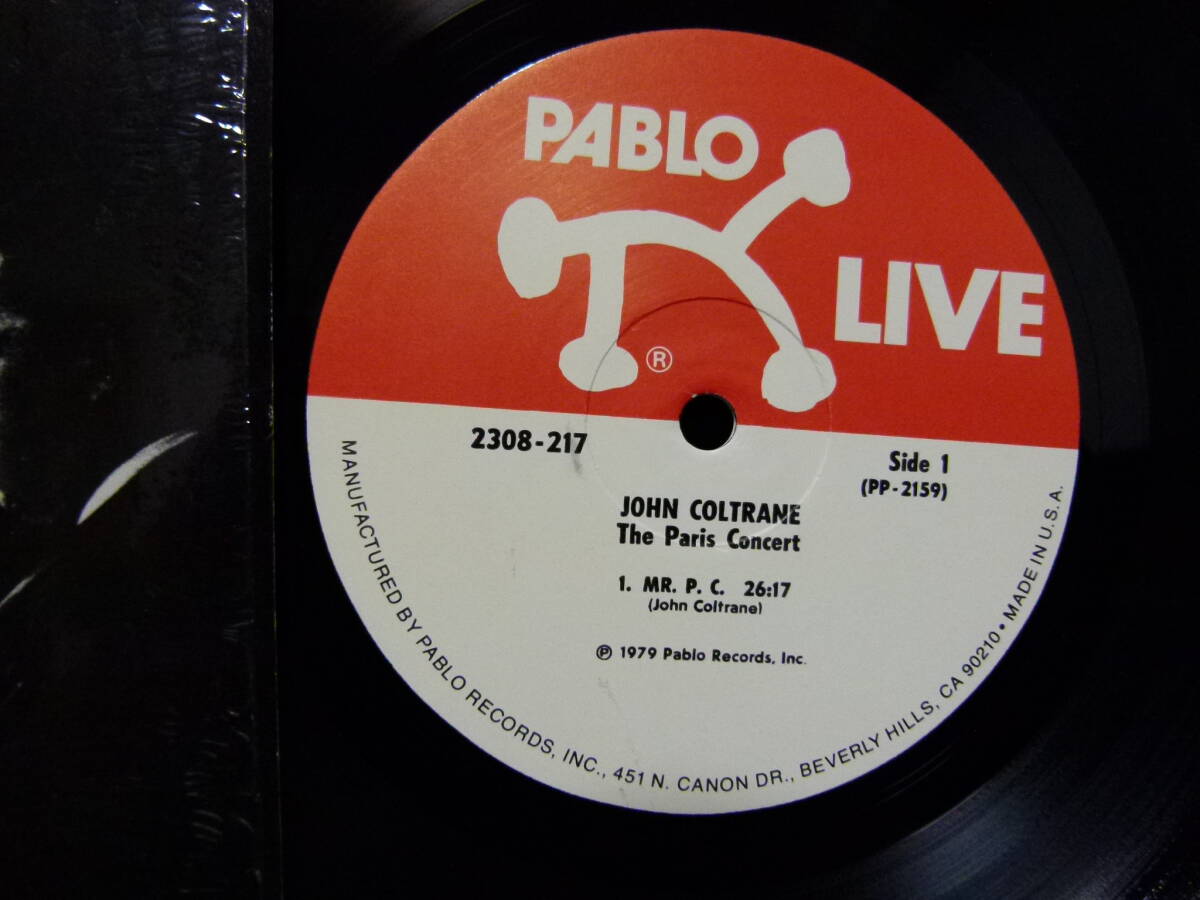 PABLO
LIVE
®
2308-217
Side 1
(PP-2159)
JOHN COLTRANE
The Paris Concert
1. MR. P. C. 26:17
(John Coltrane)
℗ 1979 Pablo Records, Inc.
MANUFACTURED BY PABLO RECORDS, INC., 451 N. CANON DR., BEVERLY HILLS, CA 90210 • MADE IN U.S.A.